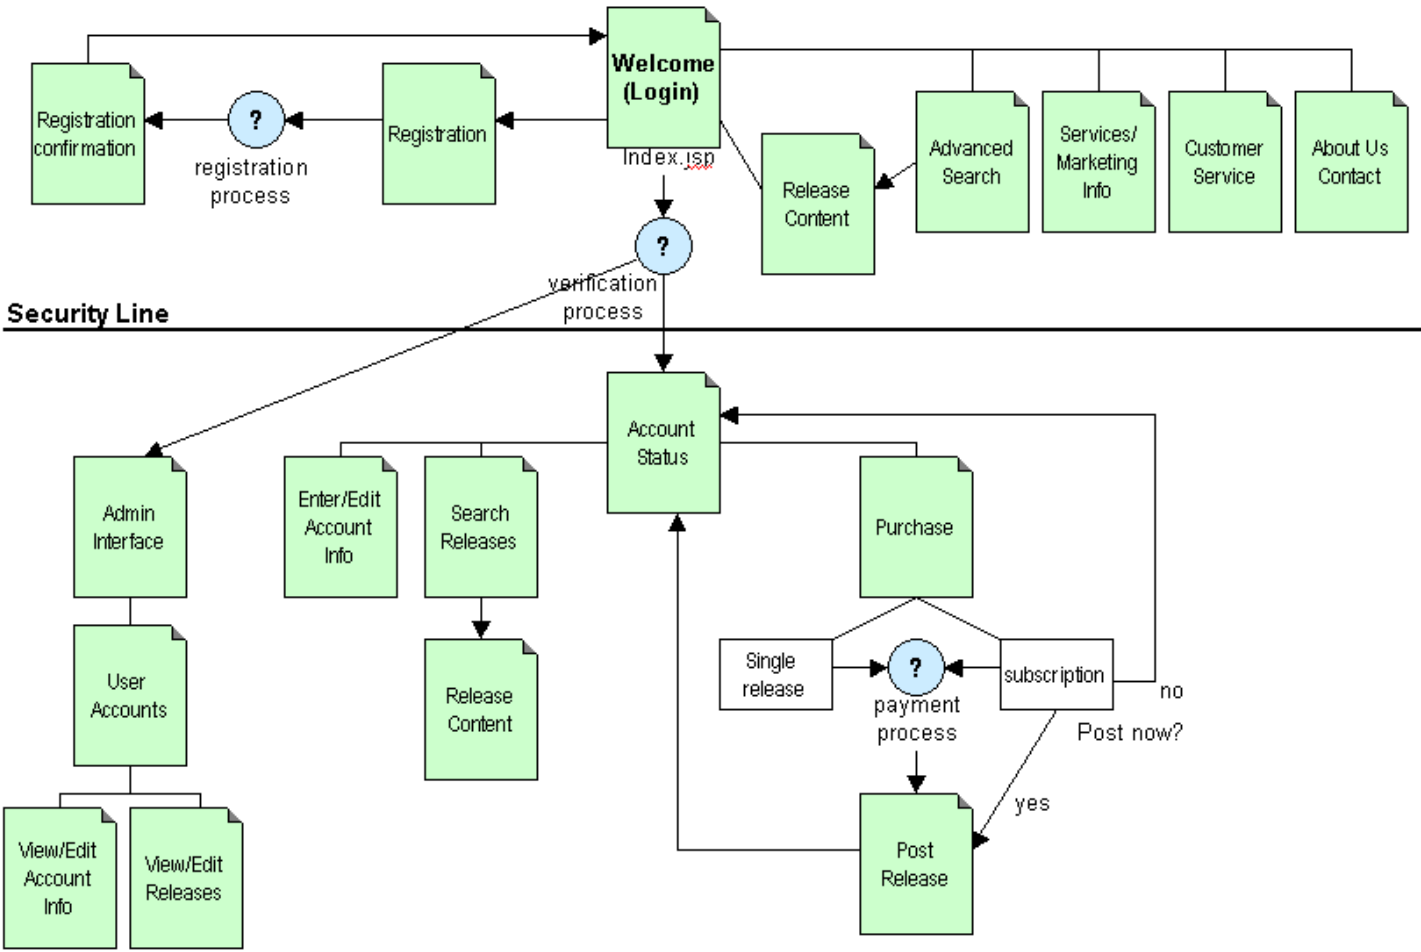 Welcome
(Login)
Index.jsp
Registration
confirmation
?
registration
process
Registration
Release
Content
Advanced
Search
Services/
Marketing
Info
Customer
Service
About Us
Contact
?
verification
process
Security Line
Account
Status
Admin
Interface
Enter/Edit
Account
Info
Search
Releases
Purchase
User
Accounts
Release
Content
Single
release
?
payment
process
subscription
no
Post now?
yes
View/Edit
Account
Info
View/Edit
Releases
Post
Release